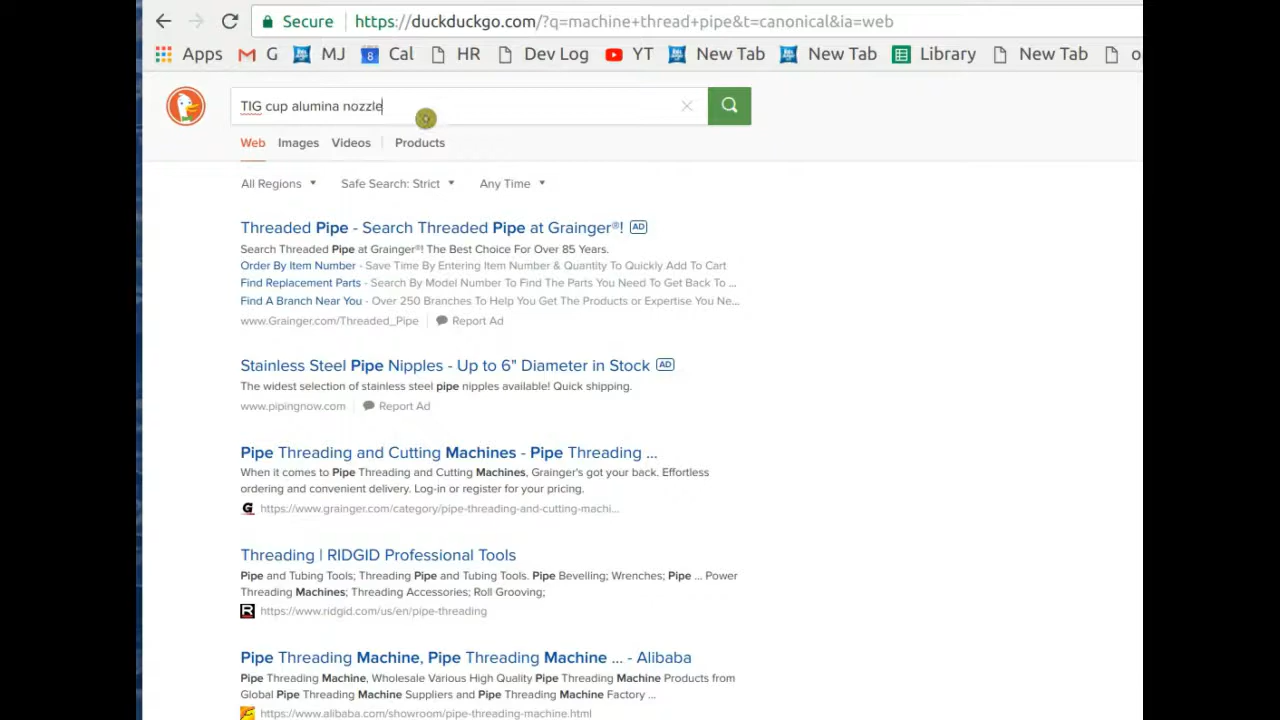 Secure https://duckduckgo.com/?q=machine+thread+pipe&t=canonical&ia=web
Apps G MJ 8 Cal HR Dev Log YT New Tab New Tab Library New Tab o
TIG cup alumina nozzle
Web Images Videos Products
All Regions Safe Search: Strict Any Time
Threaded Pipe - Search Threaded Pipe at Grainger®! AD
Search Threaded Pipe at Grainger®! The Best Choice For Over 85 Years.
Order By Item Number - Save Time By Entering Item Number & Quantity To Quickly Add To Cart
Find Replacement Parts - Search By Model Number To Find The Parts You Need To Get Back To ...
Find A Branch Near You - Over 250 Branches To Help You Get The Products or Expertise You Ne...
www.Grainger.com/Threaded_Pipe Report Ad
Stainless Steel Pipe Nipples - Up to 6" Diameter in Stock AD
The widest selection of stainless steel pipe nipples available! Quick shipping.
www.pipingnow.com Report Ad
Pipe Threading and Cutting Machines - Pipe Threading ...
When it comes to Pipe Threading and Cutting Machines, Grainger's got your back. Effortless
ordering and convenient delivery. Log-in or register for your pricing.
G https://www.grainger.com/category/pipe-threading-and-cutting-machi...
Threading | RIDGID Professional Tools
Pipe and Tubing Tools; Threading Pipe and Tubing Tools. Pipe Bevelling; Wrenches; Pipe ... Power
Threading Machines; Threading Accessories; Roll Grooving;
R https://www.ridgid.com/us/en/pipe-threading
Pipe Threading Machine, Pipe Threading Machine ... - Alibaba
Pipe Threading Machine, Wholesale Various High Quality Pipe Threading Machine Products from
Global Pipe Threading Machine Suppliers and Pipe Threading Machine Factory ...
https://www.alibaba.com/showroom/pipe-threading-machine.html